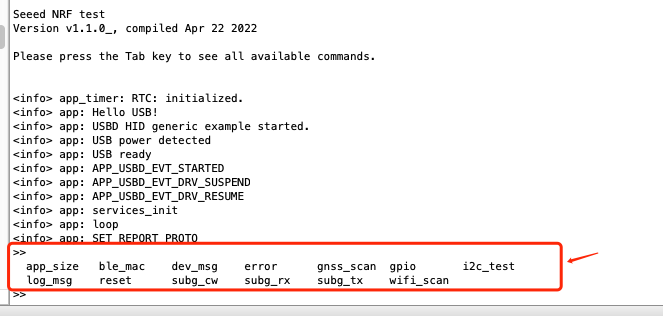 Seeed NRF test
Version v1.1.0_, compiled Apr 22 2022
Please press the Tab key to see all available commands.
<info> app_timer: RTC: initialized.
<info> app: Hello USB!
<info> app: USBD HID generic example started.
<info> app: USB power detected
<info> app: USB ready
<info> app: APP_USBD_EVT_STARTED
<info> app: APP_USBD_EVT_DRV_SUSPEND
<info> app: APP_USBD_EVT_DRV_RESUME
<info> app: services_init
<info> app: loop
<info> app: SET REPORT PROTO
>>
app_size ble_mac dev_msg error gnss_scan gpio i2c_test
log_msg reset subg_cw subg_rx subg_tx wifi_scan
>>